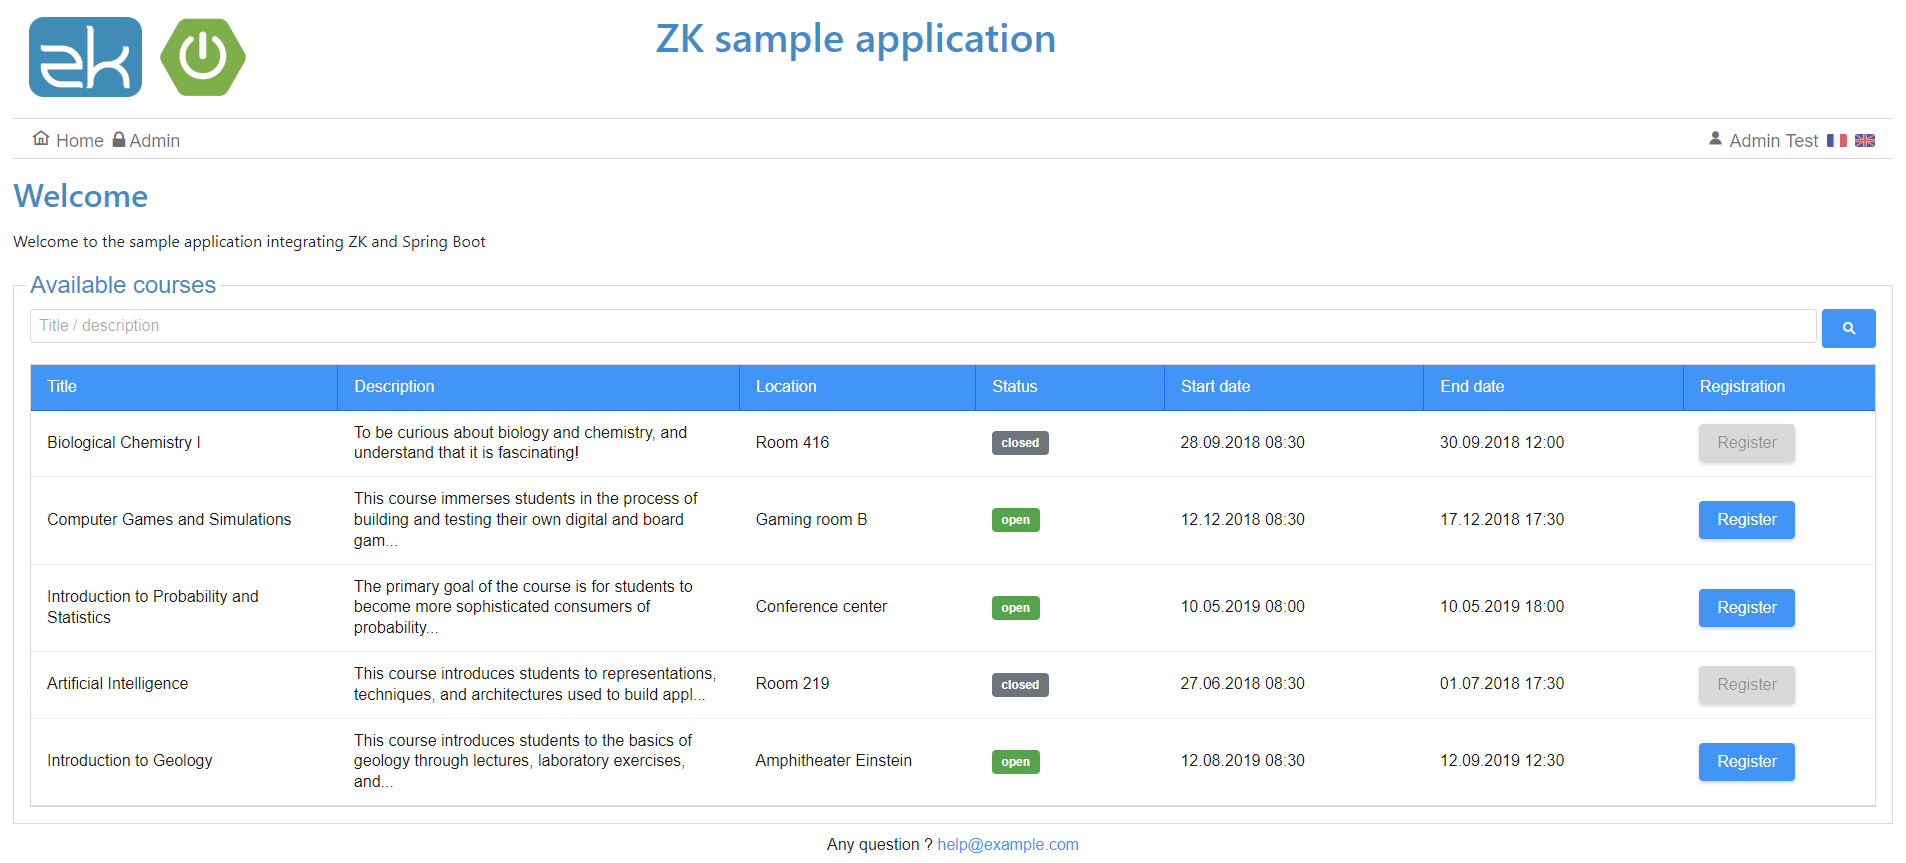 zk
ZK sample application
Home Admin
Admin Test
Welcome
Welcome to the sample application integrating ZK and Spring Boot
Available courses
Title / description
Title Description Location Status Start date End date Registration
Biological Chemistry I
To be curious about biology and chemistry, and
understand that it is fascinating!
Room 416
closed
28.09.2018 08:30
30.09.2018 12:00
Register
Computer Games and Simulations
This course immerses students in the process of
building and testing their own digital and board
gam...
Gaming room B
open
12.12.2018 08:30
17.12.2018 17:30
Register
Introduction to Probability and
Statistics
The primary goal of the course is for students to
become more sophisticated consumers of
probability...
Conference center
open
10.05.2019 08:00
10.05.2019 18:00
Register
Artificial Intelligence
This course introduces students to representations,
techniques, and architectures used to build appl...
Room 219
closed
27.06.2018 08:30
01.07.2018 17:30
Register
Introduction to Geology
This course introduces students to the basics of
geology through lectures, laboratory exercises,
and...
Amphitheater Einstein
open
12.08.2019 08:30
12.09.2019 12:30
Register
Any question ? help@example.com